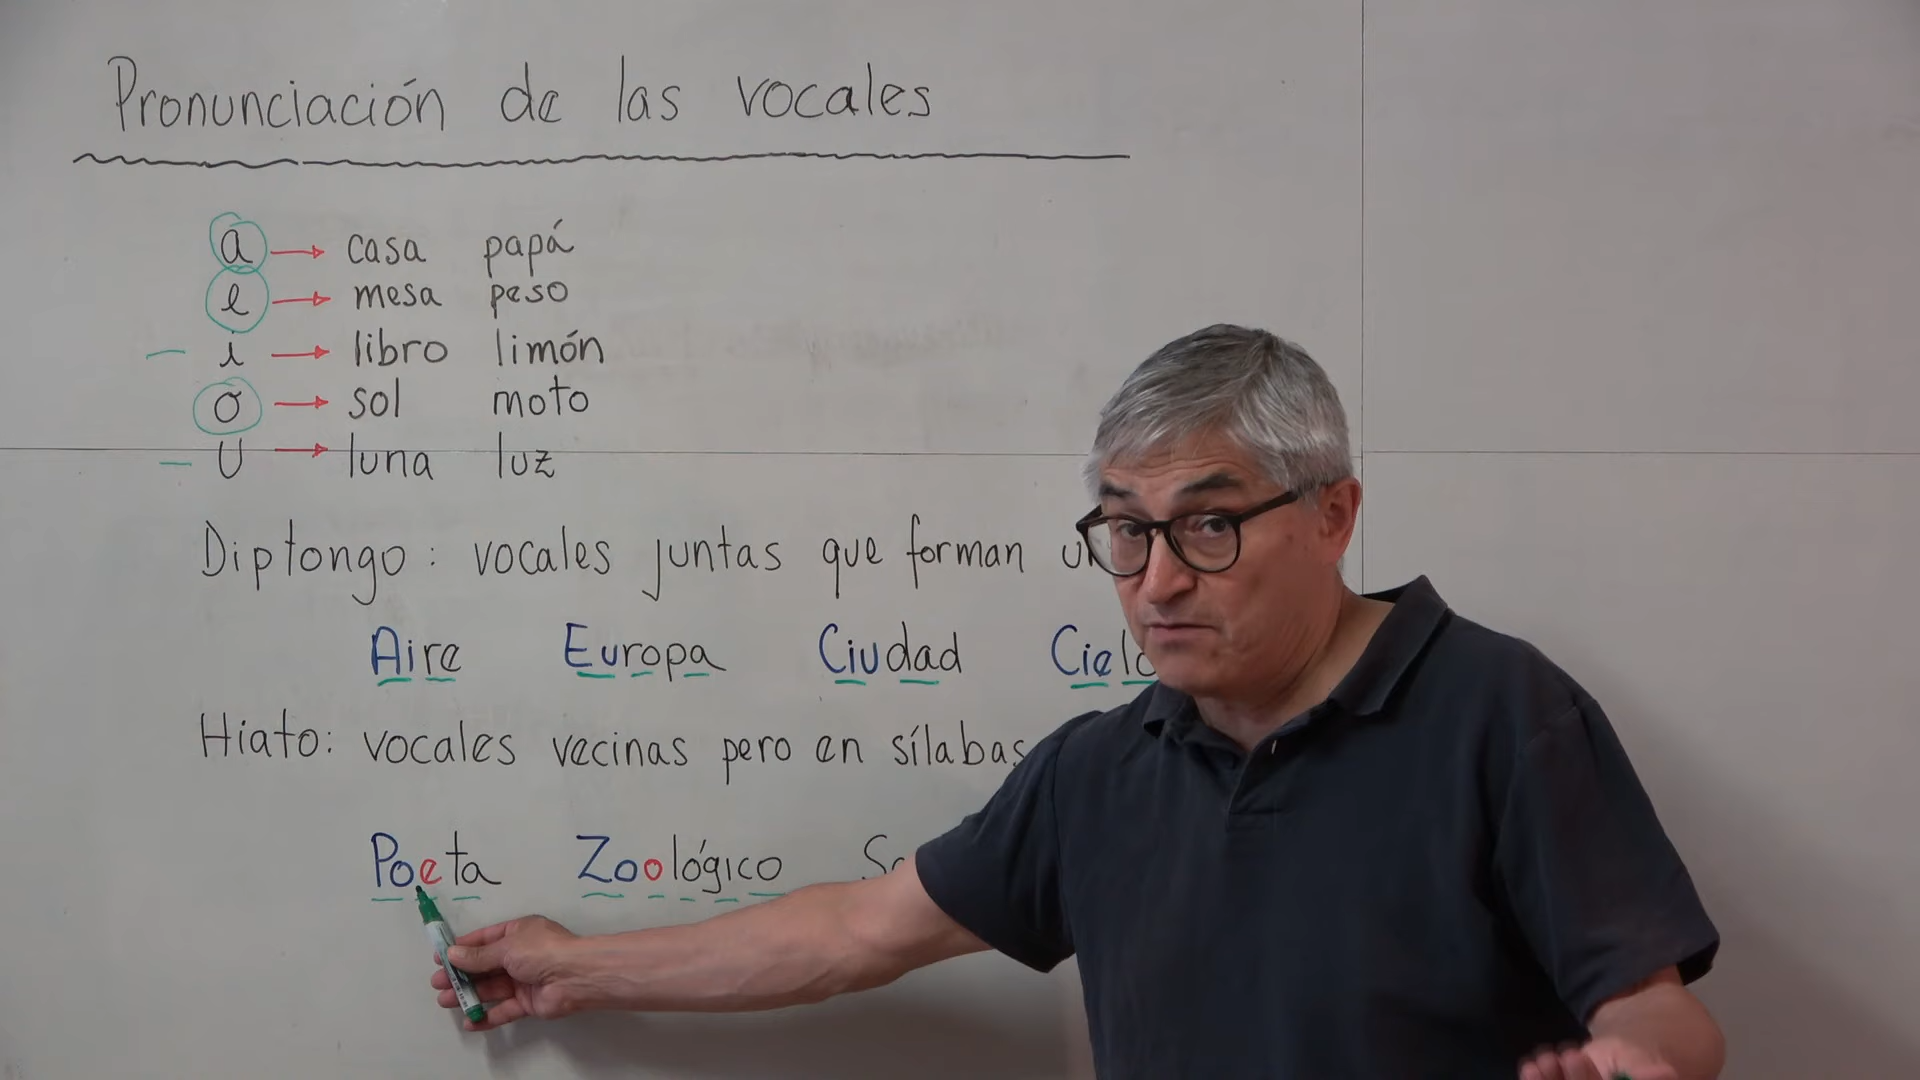 Pronunciación de las vocales
a → casa papá
e → mesa peso
i → libro limón
o → sol moto
U → luna luz
Diptongo: vocales juntas que forman
Aire Europa Ciudad
Hiato: vocales vecinas pero en sílabas
Poeta Zoológico